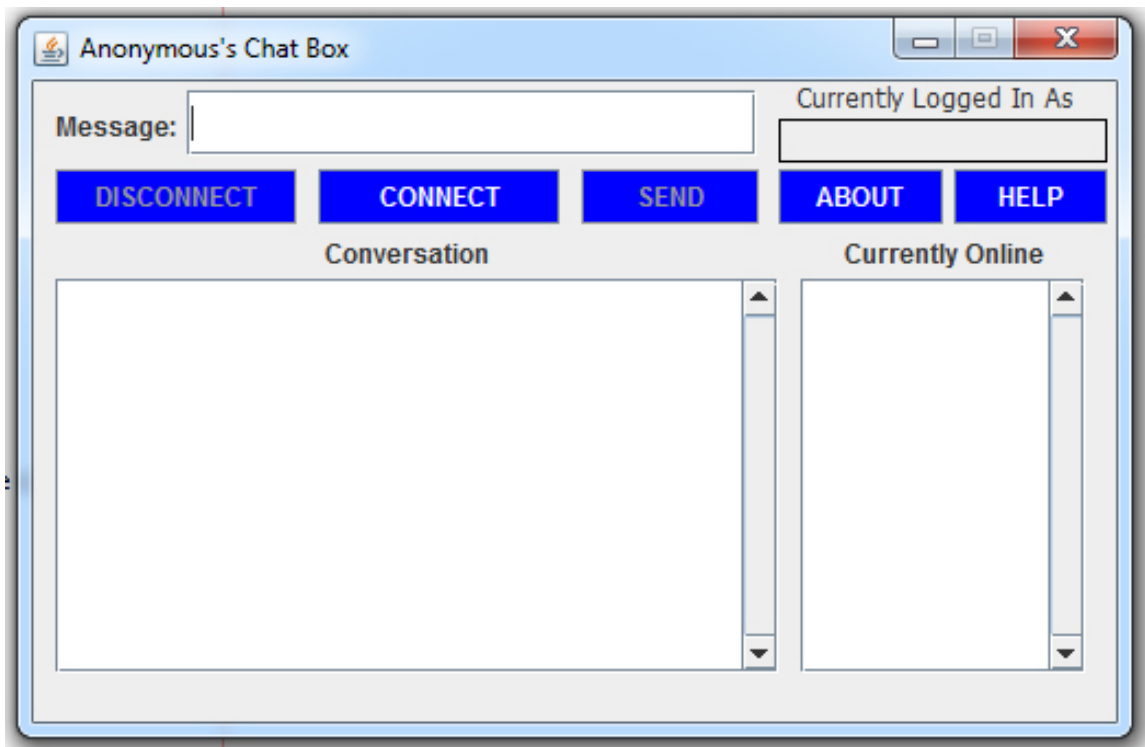 Anonymous's Chat Box
Currently Logged In As
Message:
DISCONNECT CONNECT SEND ABOUT HELP
Conversation Currently Online